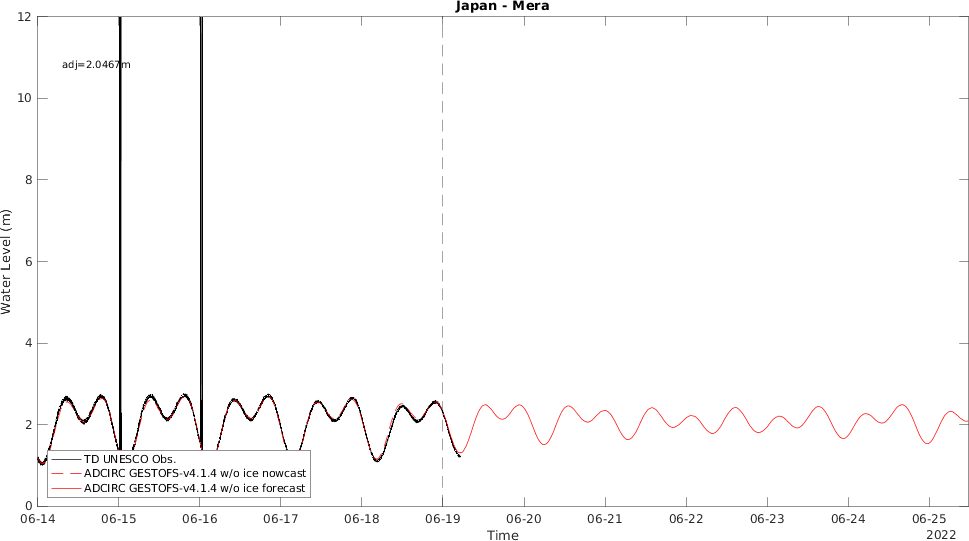 Japan - Mera
12
adj=2.0467m
10
8
6
4
2
0
Water Level (m)
TD UNESCO Obs.
ADCIRC GESTOFS-v4.1.4 w/o ice nowcast
ADCIRC GESTOFS-v4.1.4 w/o ice forecast
06-14 06-15 06-16 06-17 06-18 06-19 06-20 06-21 06-22 06-23 06-24 06-25
Time
2022